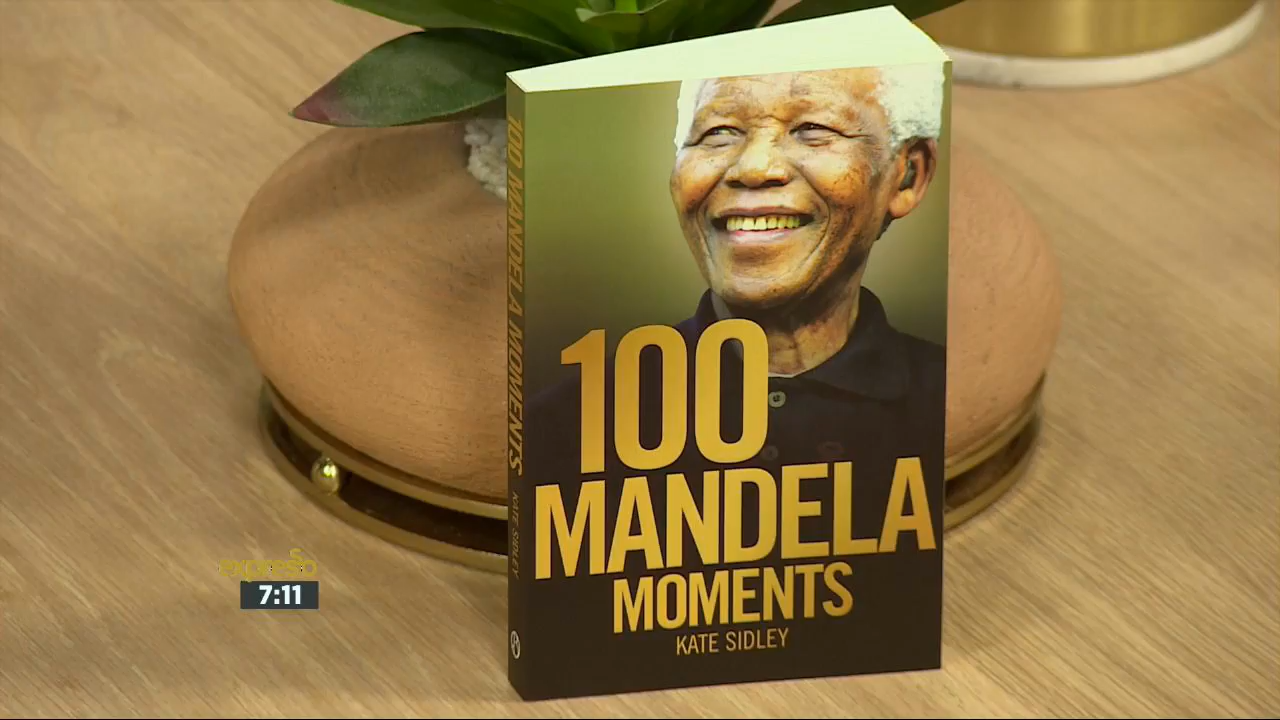 100 MANDELA MOMENTS KATE SIDLEY
100
MANDELA
MOMENTS
KATE SIDLEY
expresso
7:11